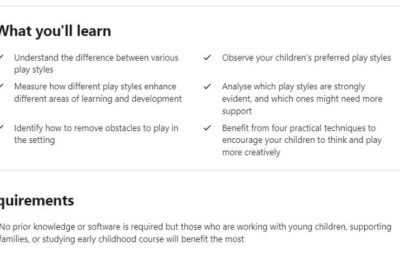 What you'll learn
Understand the difference between various
play styles
Measure how different play styles enhance
different areas of learning and development
Identify how to remove obstacles to play in
the setting
Observe your children's preferred play styles
Analyse which play styles are strongly
evident, and which ones might need more
support
Benefit from four practical techniques to
encourage your children to think and play
more creatively
quirements
No prior knowledge or software is required but those who are working with young children, supporting
families, or studying early childhood course will benefit the most